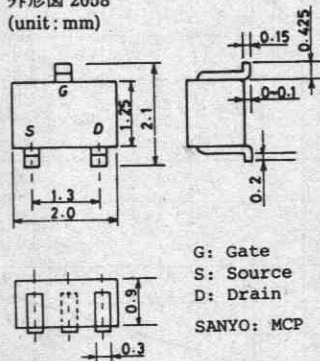 外形図 2058
(unit : mm)
G
S D
1.3
2.0
1.25
2.1
0.15
0.425
0~0.1
0.2
0.9
0.3
G: Gate
S: Source
D: Drain
SANYO: MCP